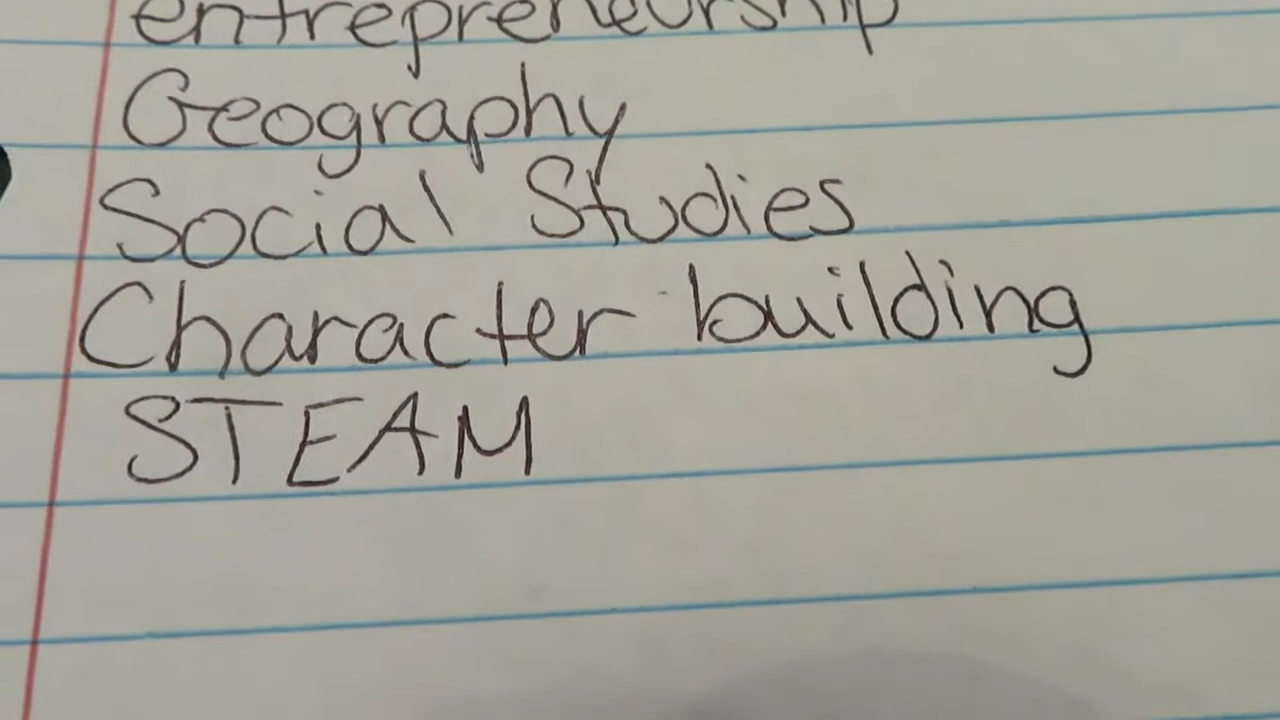 entrepreneurship
Geography
Social Studies
Character building
STEAM